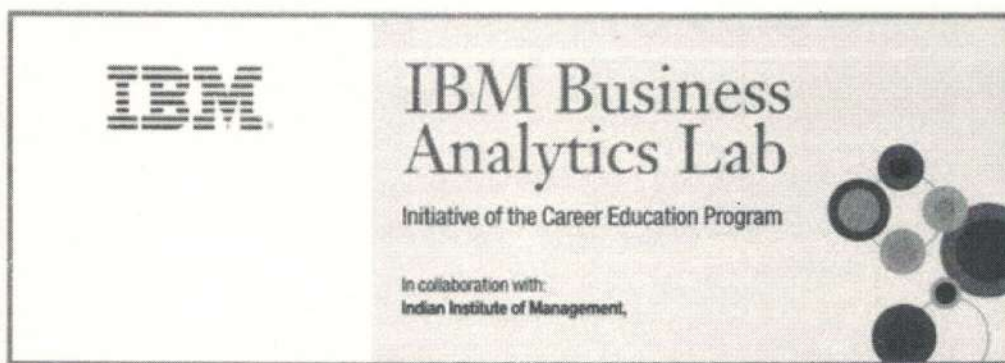 IBM
IBM Business
Analytics Lab
Initiative of the Career Education Program
In collaboration with:
Indian Institute of Management,